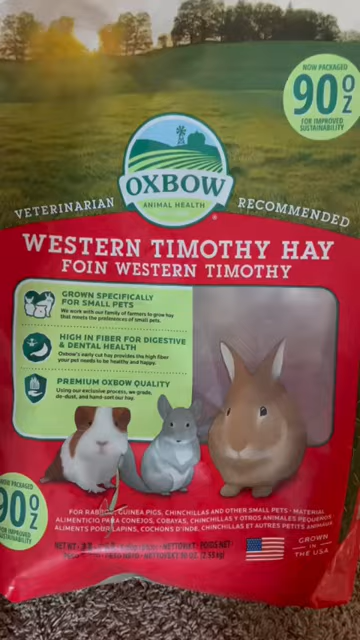 NOW PACKAGED
90 OZ
FOR IMPROVED
SUSTAINABILITY
OXBOW
ANIMAL HEALTH
VETERINARIAN RECOMMENDED
WESTERN TIMOTHY HAY
FOIN WESTERN TIMOTHY
GROWN SPECIFICALLY
FOR SMALL PETS
We work with our family of farmers to grow hay
that meets the preferences of small pets.
HIGH IN FIBER FOR DIGESTIVE
& DENTAL HEALTH
Oxbow's early cut hay provides the high fiber
your pet needs to be healthy and happy.
PREMIUM OXBOW QUALITY
Using our exclusive process, we grade,
de-dust, and hand-sort our hay.
NOW PACKAGED
90 OZ
FOR IMPROVED
SUSTAINABILITY
FOR RABBITS, GUINEA PIGS, CHINCHILLAS AND OTHER SMALL PETS - MATERIAL
ALIMENTICIO PARA CONEJOS, COBAYAS, CHINCHILLAS Y OTROS ANIMALES PEQUEÑOS
ALIMENTS POUR LAPINS, COCHONS D'INDE, CHINCHILLAS ET AUTRES PETITS ANIMAUX
NET WT
GROWN
IN
THE USA